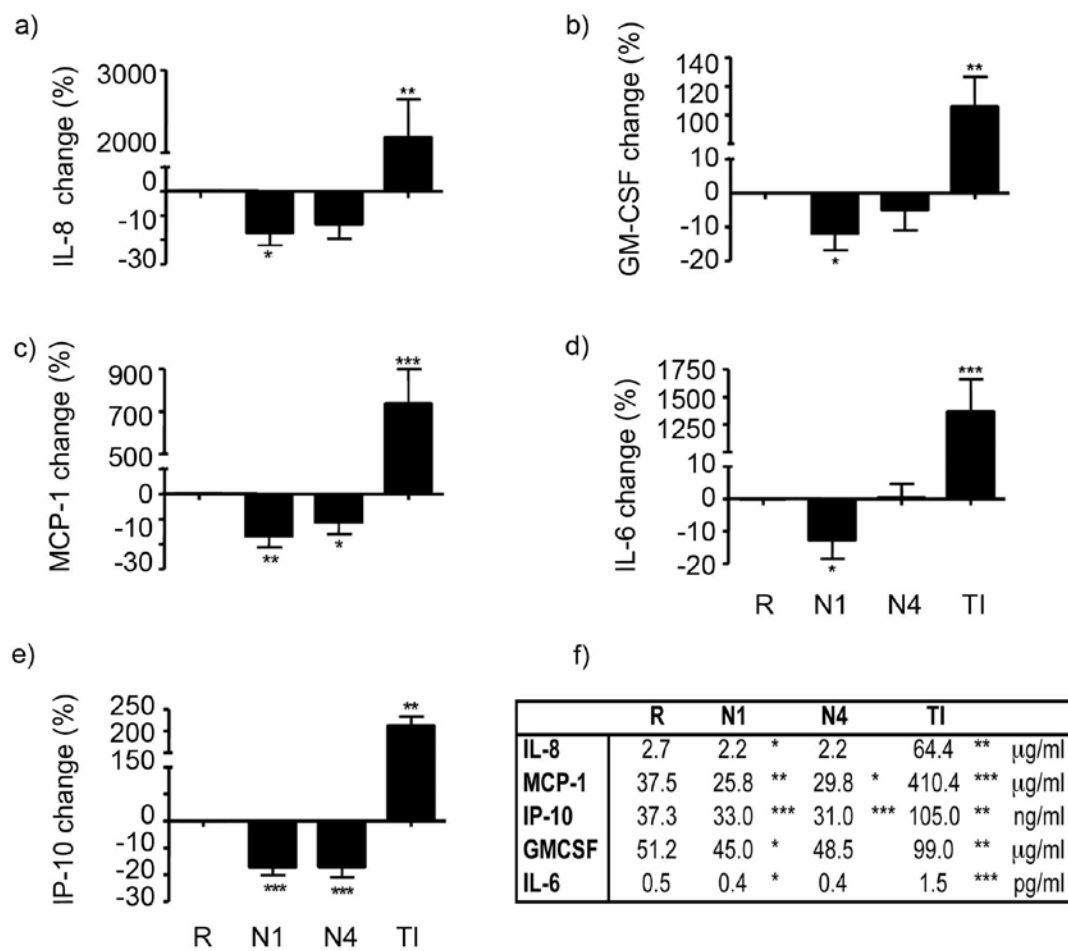 a)
IL-8 change (%)
3000
2000
0
-10
-30
*
**
b)
GM-CSF change (%)
140
120
100
10
0
-10
-20
*
**
c)
MCP-1 change (%)
900
700
500
0
-10
-30
**
*
***
d)
IL-6 change (%)
1750
1500
1250
10
0
-10
-20
*
***
R N1 N4 TI
e)
IP-10 change (%)
250
200
150
0
-10
-20
-30
***
***
**
R N1 N4 TI
f)
R N1 N4 TI
IL-8 2.7 2.2 * 2.2 64.4 ** µg/ml
MCP-1 37.5 25.8 ** 29.8 * 410.4 *** µg/ml
IP-10 37.3 33.0 *** 31.0 *** 105.0 ** ng/ml
GMCSF 51.2 45.0 * 48.5 99.0 ** µg/ml
IL-6 0.5 0.4 * 0.4 1.5 *** pg/ml